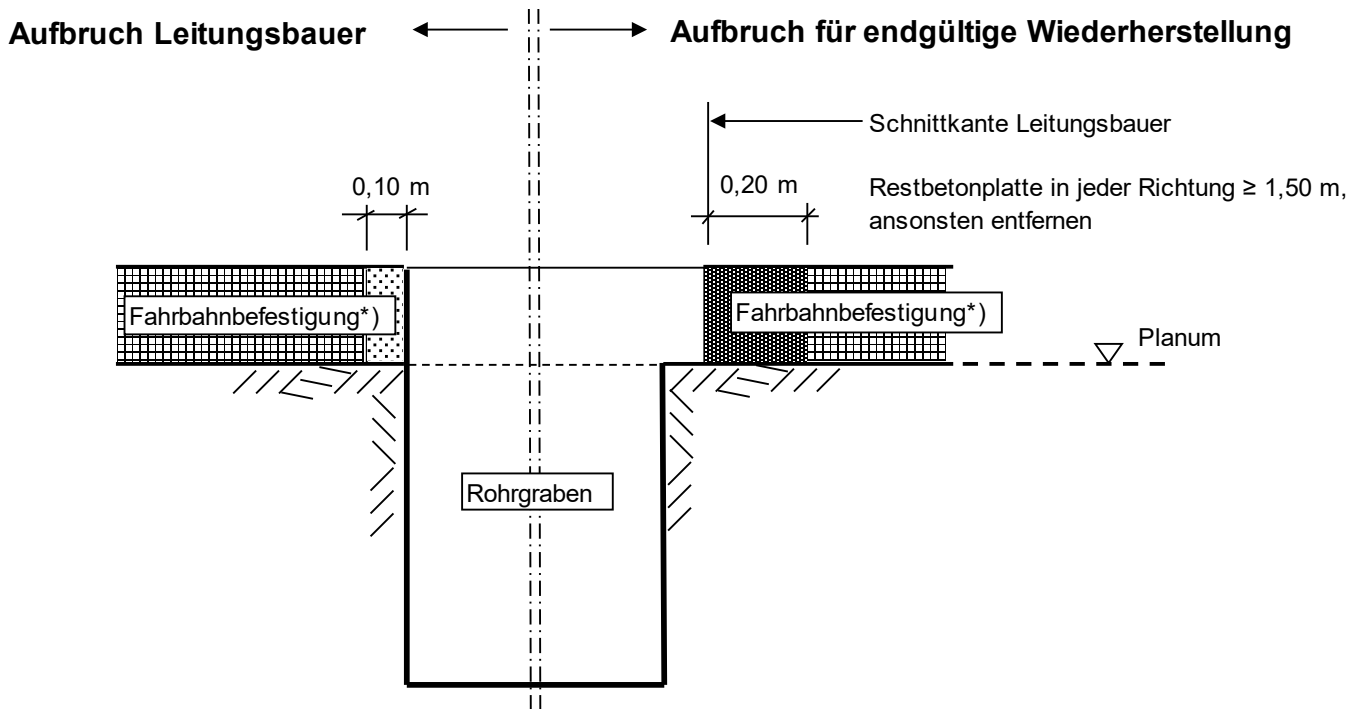 Aufbruch Leitungsbauer
Aufbruch für endgültige Wiederherstellung
Schnittkante Leitungsbauer
0,10 m
0,20 m
Restbetonplatte in jeder Richtung ≥ 1,50 m,
ansonsten entfernen
Fahrbahnbefestigung*)
Fahrbahnbefestigung*)
Planum
Rohrgraben